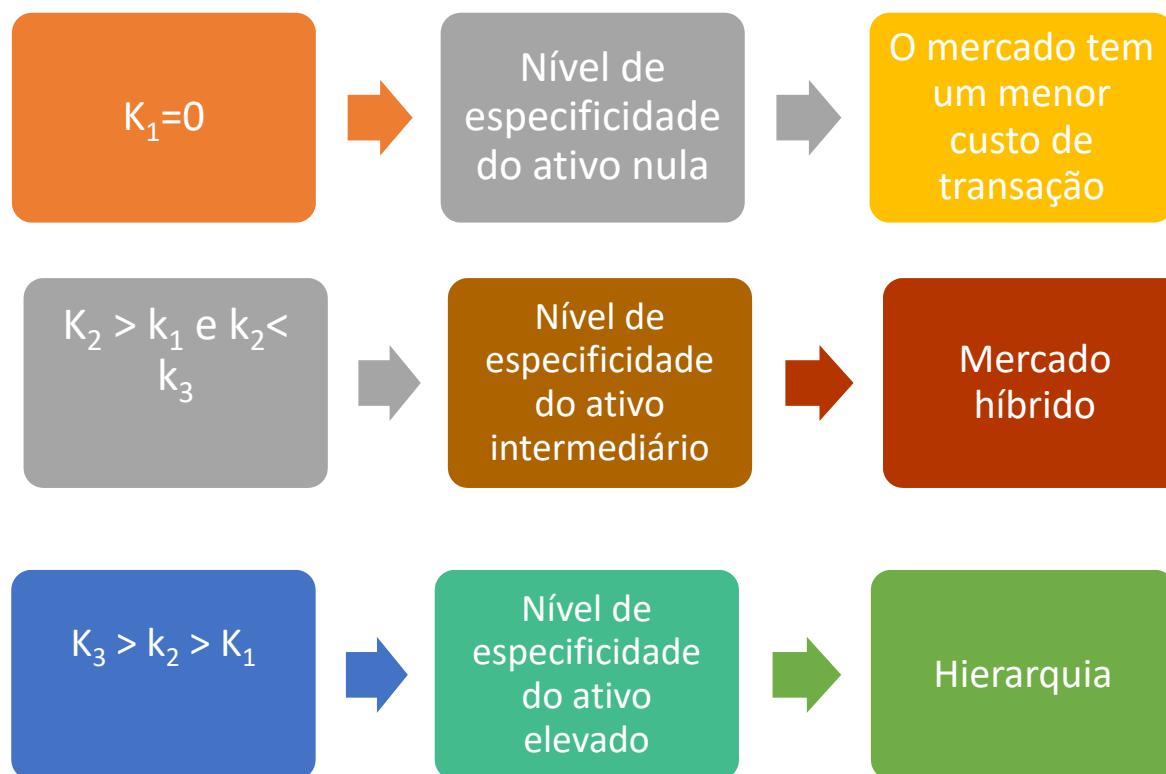 K₁=0
Nível de
especificidade
do ativo nula
O mercado tem
um menor
custo de
transação
K₂ > k₁ e k₂<
k₃
Nível de
especificidade
do ativo
intermediário
Mercado
híbrido
K₃ > k₂ > K₁
Nível de
especificidade
do ativo
elevado
Hierarquia